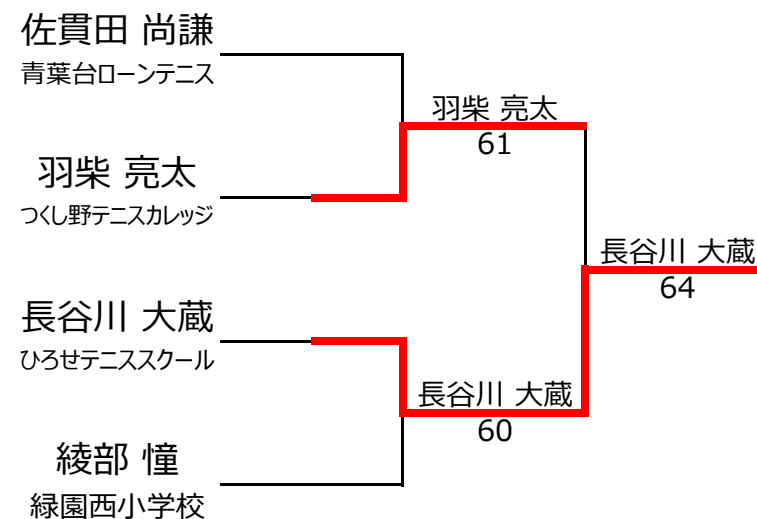 佐貫田 尚謙
青葉台ローンテニス
羽柴 亮太
61
羽柴 亮太
つくし野テニスカレッジ
長谷川 大蔵
64
長谷川 大蔵
ひろせテニススクール
長谷川 大蔵
60
綾部 憧
緑園西小学校